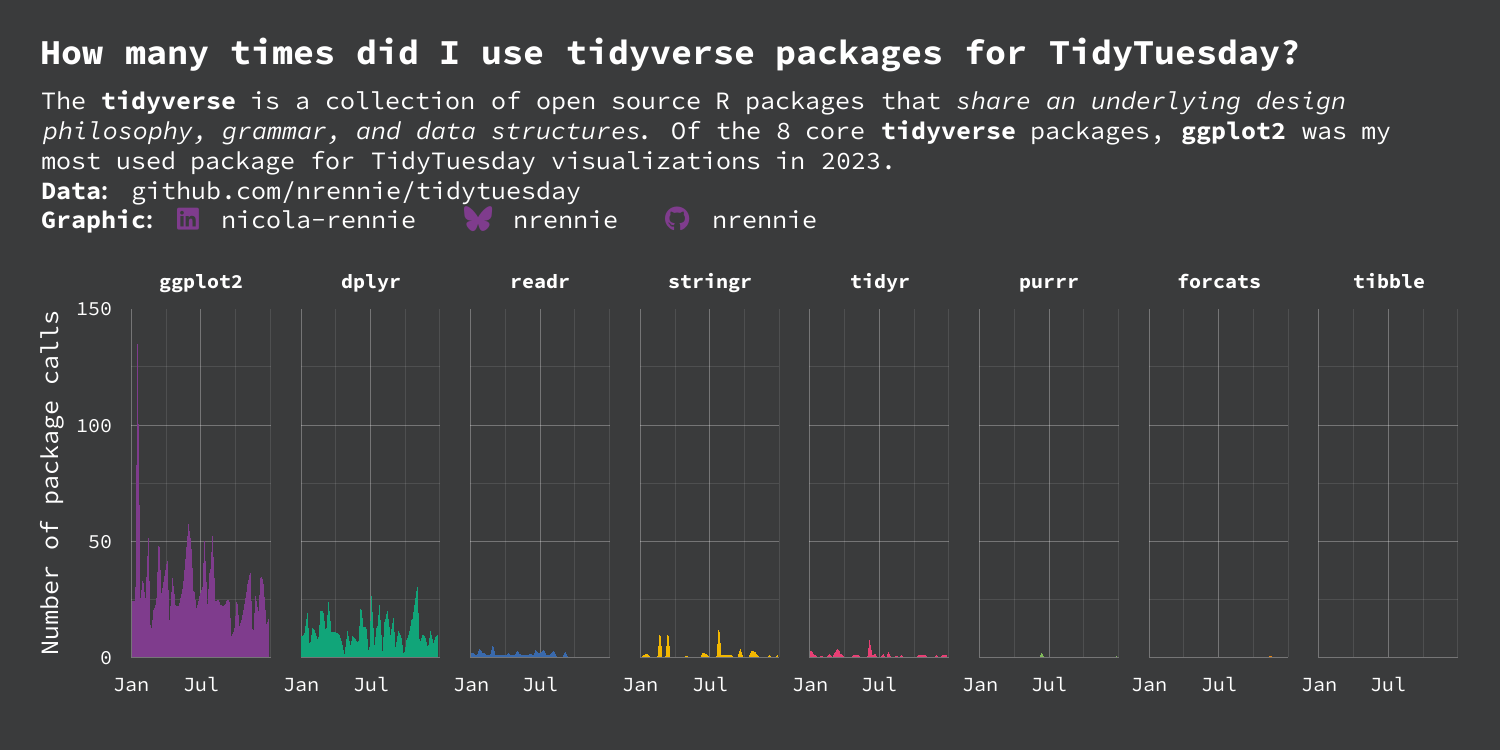 How many times did I use tidyverse packages for TidyTuesday?
The tidyverse is a collection of open source R packages that share an underlying design
philosophy, grammar, and data structures. Of the 8 core tidyverse packages, ggplot2 was my
most used package for TidyTuesday visualizations in 2023.
Data: github.com/nrennie/tidytuesday
Graphic: nicola-rennie nrennie nrennie
ggplot2 dplyr readr stringr tidyr purrr forcats tibble
Number of package calls
150
100
50
0
Jan Jul Jan Jul Jan Jul Jan Jul Jan Jul Jan Jul Jan Jul Jan Jul